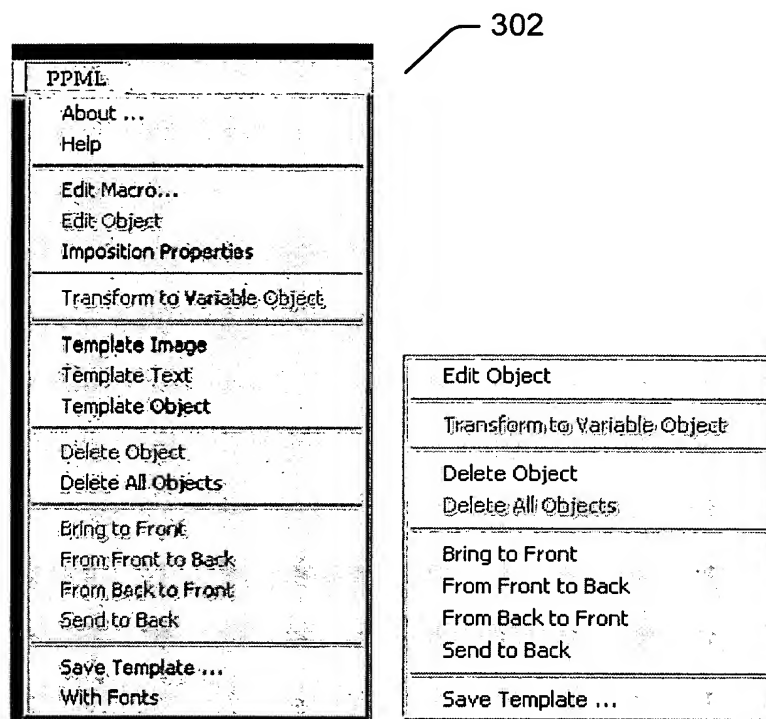 302
PPML
About ...
Help
Edit Macro...
Edit Object
Imposition Properties
Transform to Variable Object
Template Image
Template Text
Template Object
Delete Object
Delete All Objects
Bring to Front
From Front to Back
From Back to Front
Send to Back
Save Template ...
With Fonts
Edit Object
Transform to Variable Object
Delete Object
Delete All Objects
Bring to Front
From Front to Back
From Back to Front
Send to Back
Save Template ...